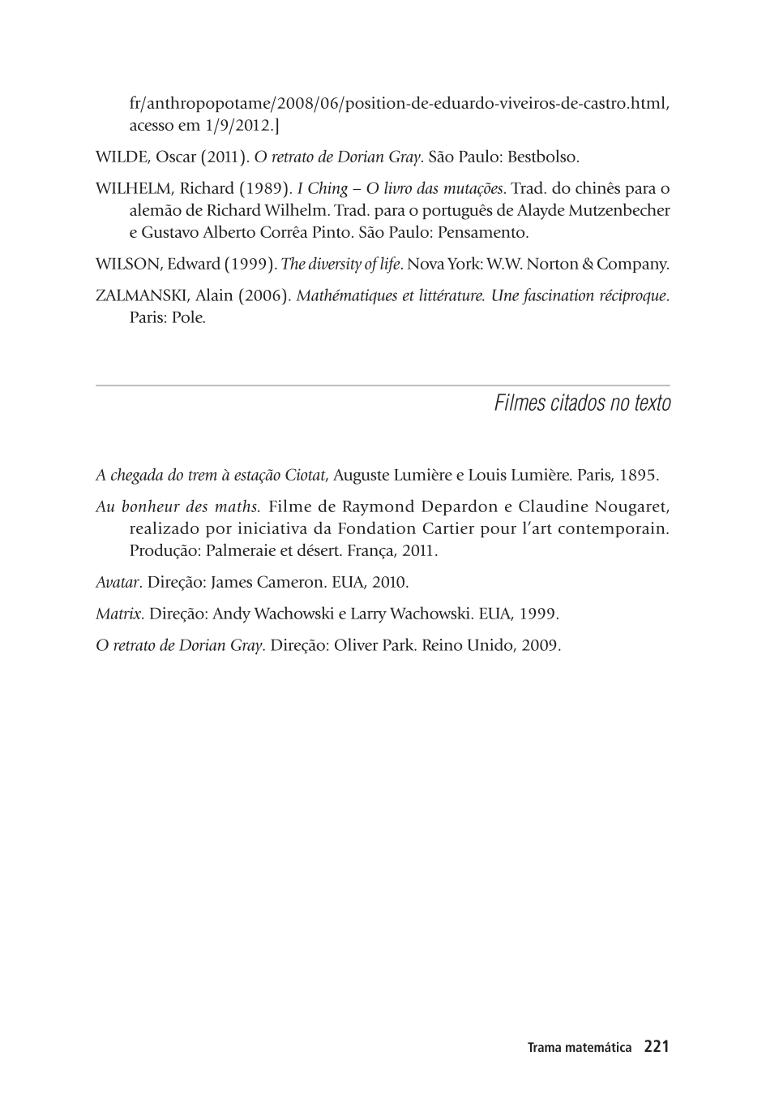 fr/anthropopotame/2008/06/position-de-eduardo-viveiros-de-castro.html,
acesso em 1/9/2012.]
WILDE, Oscar (2011). O retrato de Dorian Gray. São Paulo: Bestbolso.
WILHELM, Richard (1989). I Ching – O livro das mutações. Trad. do chinês para o
alemão de Richard Wilhelm. Trad. para o português de Alayde Mutzenbecher
e Gustavo Alberto Corrêa Pinto. São Paulo: Pensamento.
WILSON, Edward (1999). The diversity of life. Nova York: W.W. Norton & Company.
ZALMANSKI, Alain (2006). Mathématiques et littérature. Une fascination réciproque.
Paris: Pole.
Filmes citados no texto
A chegada do trem à estação Ciotat, Auguste Lumière e Louis Lumière. Paris, 1895.
Au bonheur des maths. Filme de Raymond Depardon e Claudine Nougaret,
realizado por iniciativa da Fondation Cartier pour l'art contemporain.
Produção: Palmeraie et désert. França, 2011.
Avatar. Direção: James Cameron. EUA, 2010.
Matrix. Direção: Andy Wachowski e Larry Wachowski. EUA, 1999.
O retrato de Dorian Gray. Direção: Oliver Park. Reino Unido, 2009.
Trama matemática 221